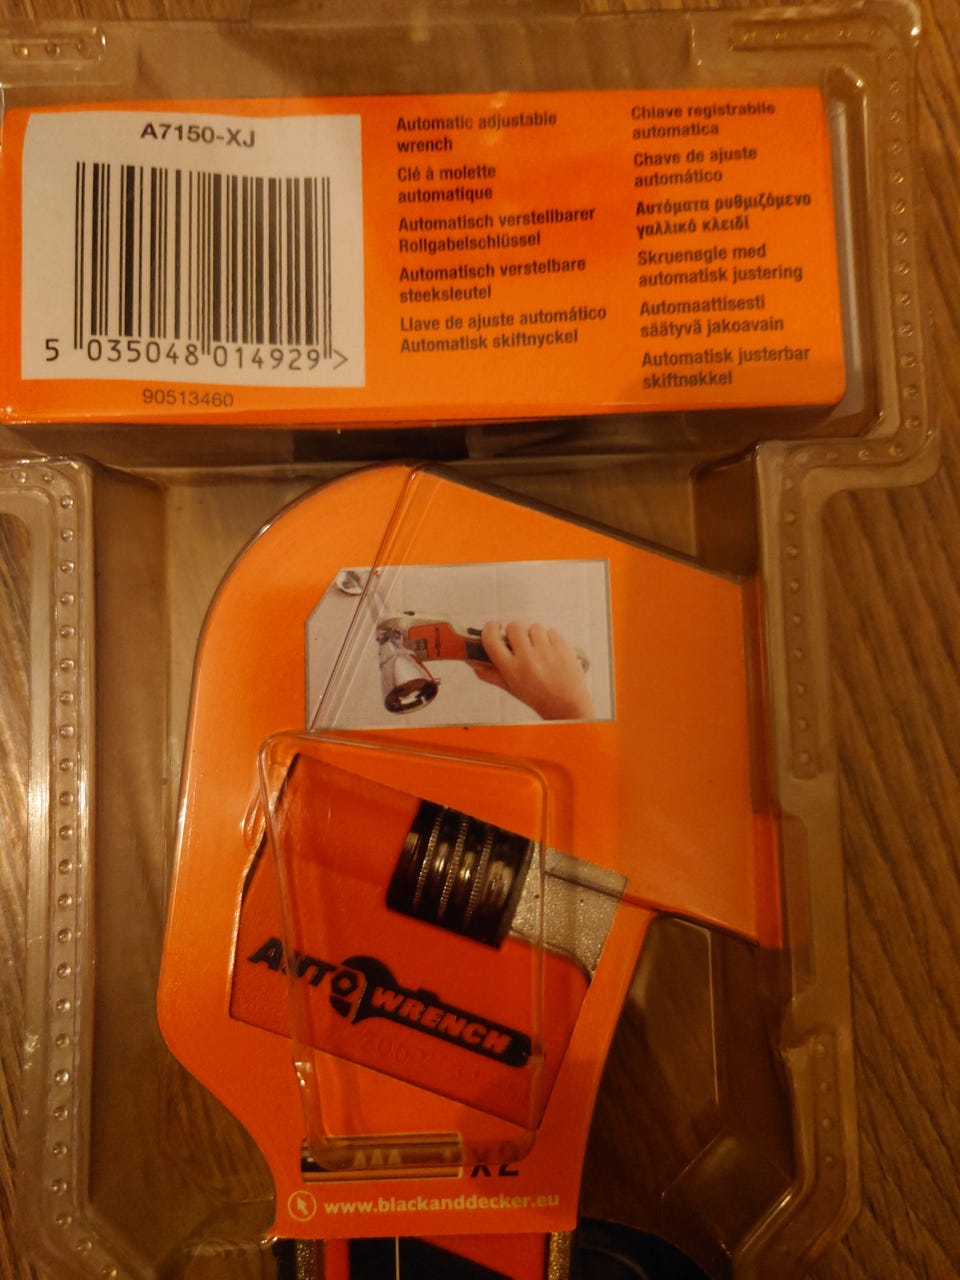 A7150-XJ
5 035048 014929 >
90513460
Automatic adjustable
wrench
Clé à molette
automatique
Automatisch verstellbarer
Rollgabelschlüssel
Automatisch verstelbare
steeksleutel
Llave de ajuste automático
Automatisk skiftnyckel
Chiave registrabile
automatica
Chave de ajuste
automático
Αυτόματα ρυθμιζόμενο
γαλλικό κλειδί
Skruenøgle med
automatisk justering
Automaattisesti
säätyvä jakoavain
Automatisk justerbar
skiftnøkkel
AUTOWRENCH
AAA x2
www.blackanddecker.eu